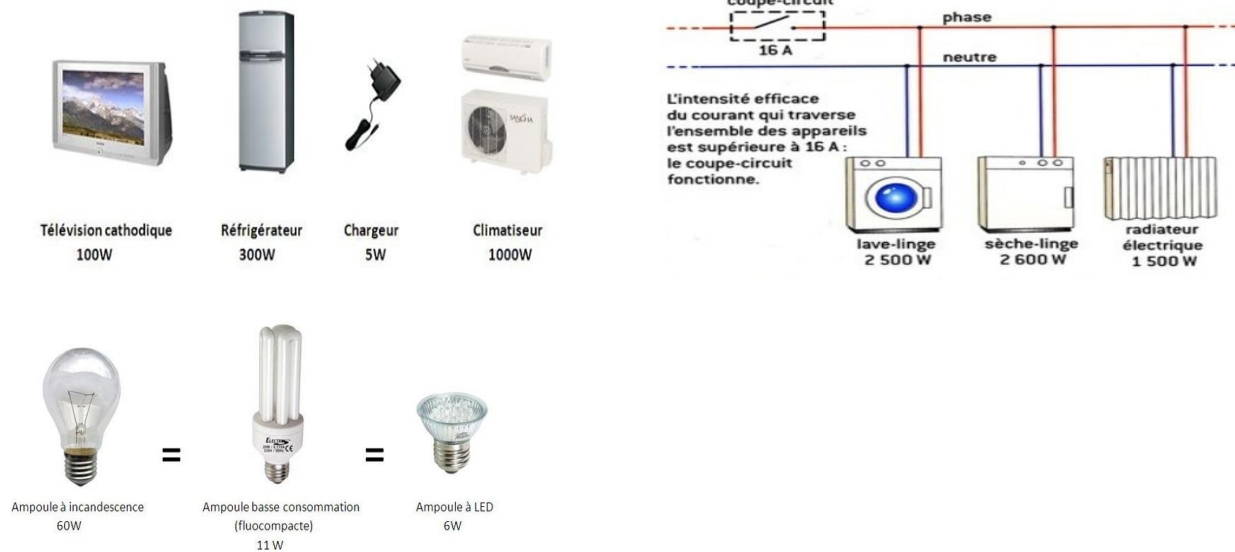 Télévision cathodique
100W
Réfrigérateur
300W
Chargeur
5W
Climatiseur
1000W
coupe-circuit
16 A
phase
neutre
L'intensité efficace
du courant qui traverse
l'ensemble des appareils
est supérieure à 16 A :
le coupe-circuit
fonctionne.
lave-linge
2 500 W
sèche-linge
2 600 W
radiateur
électrique
1 500 W
=
=
Ampoule à incandescence
60W
Ampoule basse consommation
(fluocompacte)
11 W
Ampoule à LED
6W